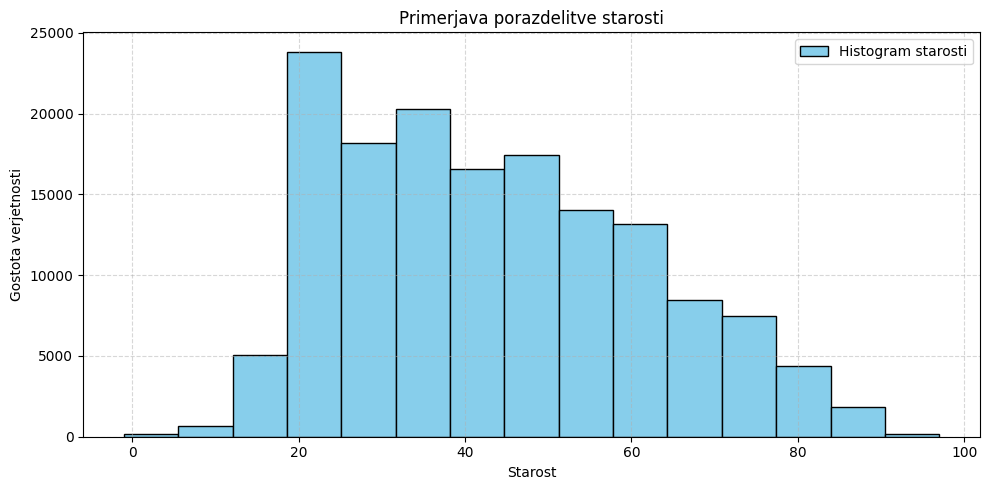 Primerjava porazdelitve starosti
Histogram starosti
Gostota verjetnosti
25000
20000
15000
10000
5000
0
0 20 40 60 80 100
Starost